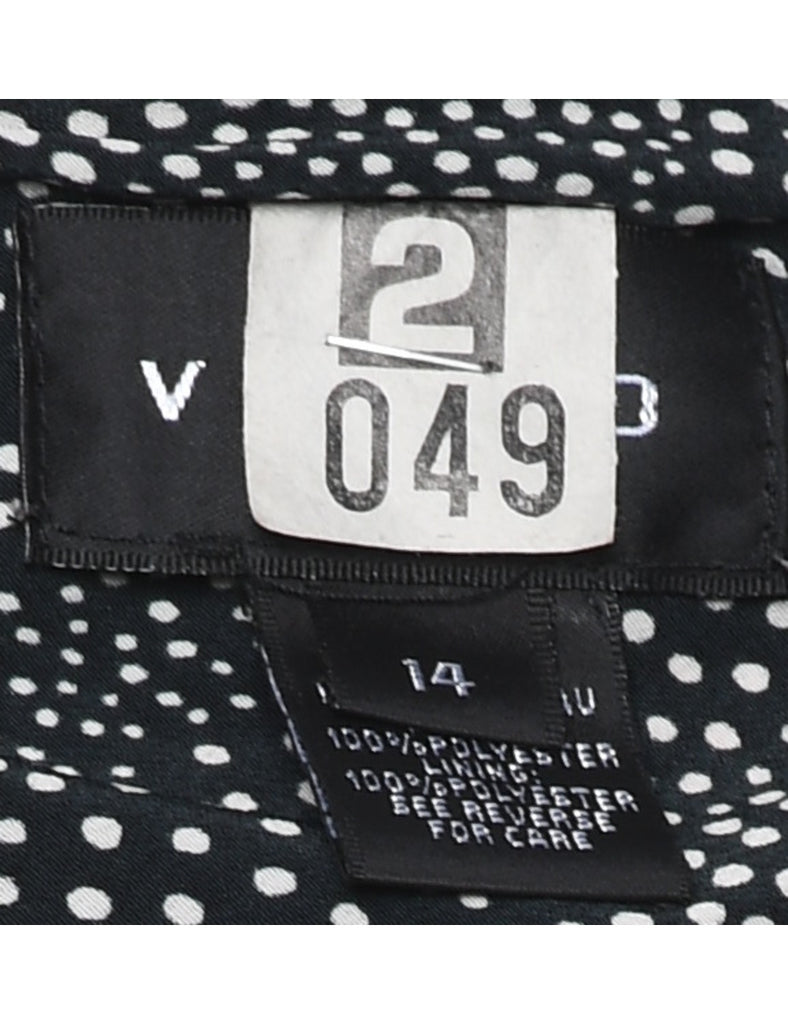 2
049
14
100% POLYESTER
LINING:
100% POLYESTER
SEE REVERSE
FOR CARE